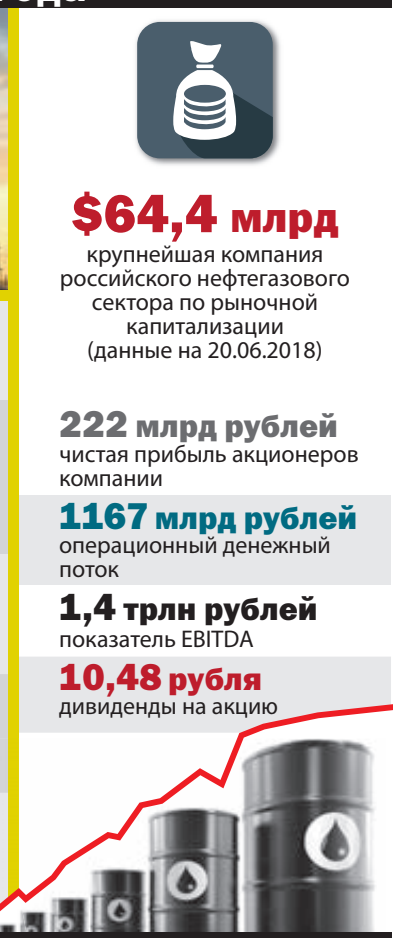 $64,4 млрд
крупнейшая компания
российского нефтегазового
сектора по рыночной
капитализации
(данные на 20.06.2018)
222 млрд рублей
чистая прибыль акционеров
компании
1167 млрд рублей
операционный денежный
поток
1,4 трлн рублей
показатель EBITDA
10,48 рубля
дивиденды на акцию